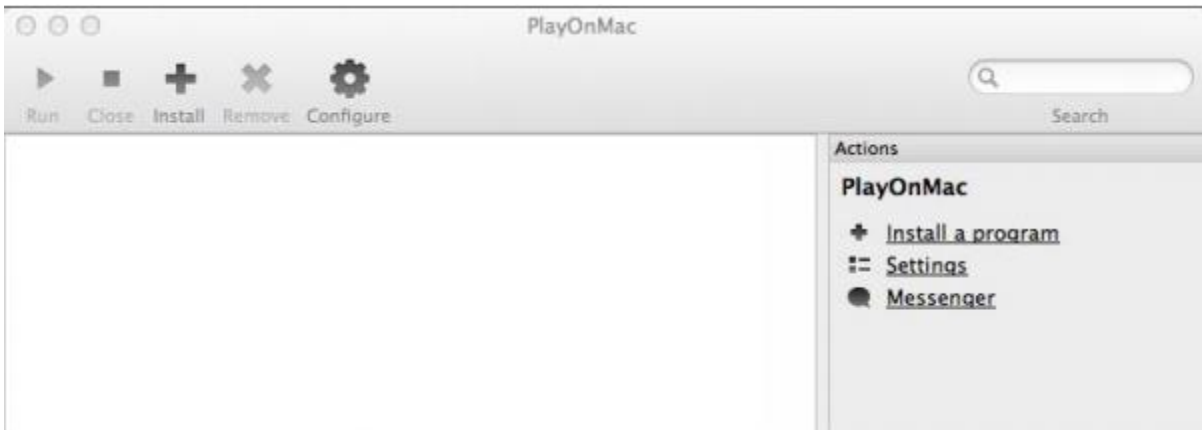 PlayOnMac
Run Close Install Remove Configure
Search
Actions
PlayOnMac
Install a program
Settings
Messenger